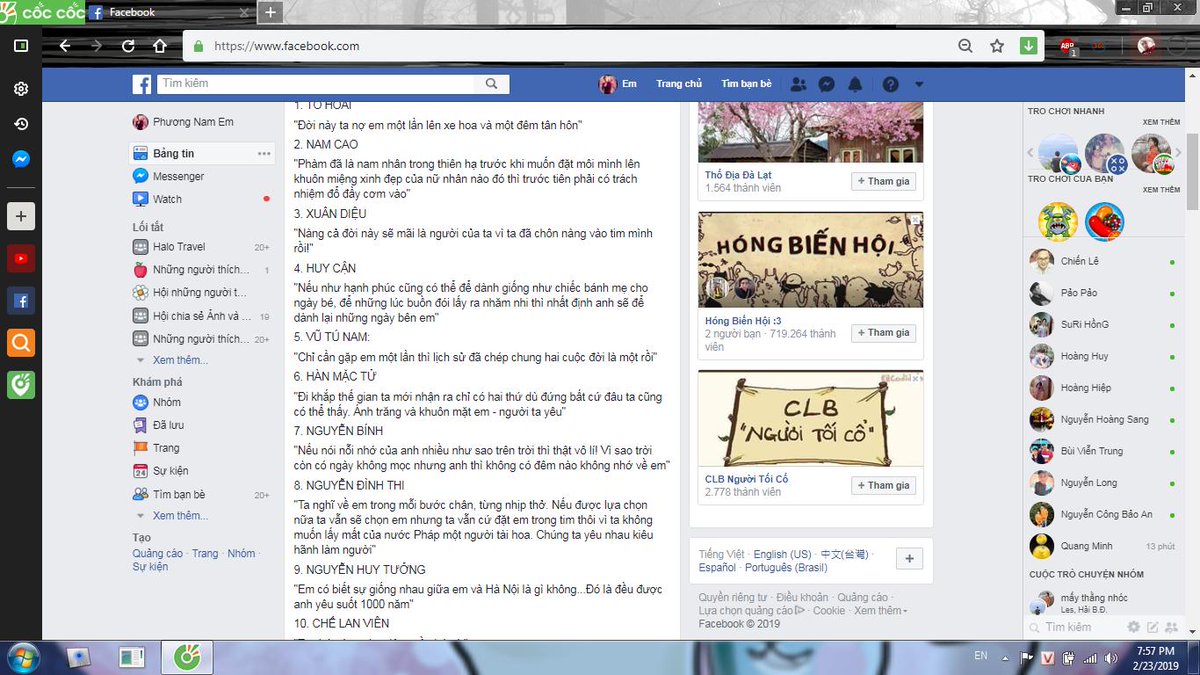 cốc cốc
Facebook
https://www.facebook.com
ABP
1
Tìm kiếm
Em
Trang chủ
Tìm bạn bè
Phương Nam Em
Bảng tin
Messenger
Watch
Lối tắt
Halo Travel 20+
Những người thích... 1
Hội những người t...
Hội chia sẻ Ảnh và ... 19
Những người thích... 20+
Xem thêm...
Khám phá
Nhóm
Đã lưu
Trang
Sự kiện
Tìm bạn bè 20+
Xem thêm...
Tạo
Quảng cáo · Trang · Nhóm ·
Sự kiện
1. TÔ HOÀI
"Đời này ta nợ em một lần lên xe hoa và một đêm tân hôn"
2. NAM CAO
"Phàm đã là nam nhân trong thiên hạ trước khi muốn đặt môi mình lên
khuôn miệng xinh đẹp của nữ nhân nào đó thì trước tiên phải có trách
nhiệm đổ đầy cơm vào"
3. XUÂN DIỆU
"Nàng cả đời này sẽ mãi là người của ta vì ta đã chôn nàng vào tim mình
rồi!"
4. HUY CẬN
"Nếu như hạnh phúc cũng có thể để dành giống như chiếc bánh mẹ cho
ngày bé, để những lúc buồn đói lấy ra nhăm nhi thì nhất định anh sẽ để
dành lại những ngày bên em"
5. VŨ TÚ NAM:
"Chỉ cần gặp em một lần thì lịch sử đã chép chung hai cuộc đời là một rồi"
6. HÀN MẶC TỬ
"Đi khắp thế gian ta mới nhận ra chỉ có hai thứ dù đứng bất cứ đâu ta cũng
có thể thấy. Ánh trăng và khuôn mặt em - người ta yêu"
7. NGUYỄN BÍNH
"Nếu nói nỗi nhớ của anh nhiều như sao trên trời thì thật vô lí! Vì sao trời
còn có ngày không mọc nhưng anh thì không có đêm nào không nhớ về em"
8. NGUYỄN ĐÌNH THI
"Ta nghĩ về em trong mỗi bước chân, từng nhịp thở. Nếu được lựa chọn
nữa ta vẫn sẽ chọn em nhưng ta vẫn cứ đặt em trong tim thôi vì ta không
muốn lấy mất của nước Pháp một người tài hoa. Chúng ta yêu nhau kiêu
hãnh làm người"
9. NGUYỄN HUY TƯỞNG
"Em có biết sự giống nhau giữa em và Hà Nội là gì không...Đó là đều được
anh yêu suốt 1000 năm"
10. CHẾ LAN VIÊN
Thổ Địa Đà Lạt
1.564 thành viên
+ Tham gia
HÓNG BIẾN HỘI
Hóng Biến Hội :3
2 người bạn · 719.264 thành
viên
+ Tham gia
CLB
"NGƯỜI TỐI CỔ"
CLB Người Tối Cổ
2.778 thành viên
+ Tham gia
Tiếng Việt · English (US) · 中文(台灣) ·
Español · Português (Brasil)
Quyền riêng tư · Điều khoản · Quảng cáo ·
Lựa chọn quảng cáo · Cookie · Xem thêm
Facebook © 2019
TRÒ CHƠI NHANH
XEM THÊM
TRÒ CHƠI CỦA BẠN
XEM THÊM
Chiến Lê
Pảo Pảo
SuRi HồnG
Hoàng Huy
Hoàng Hiệp
Nguyễn Hoàng Sang
Bùi Viễn Trung
Nguyễn Long
Nguyễn Công Bảo An
Quang Minh 13 phút
CUỘC TRÒ CHUYỆN NHÓM
mấy thằng nhóc
Les, Hải B.Đ.
Tìm kiếm
EN
7:57 PM
2/23/2019